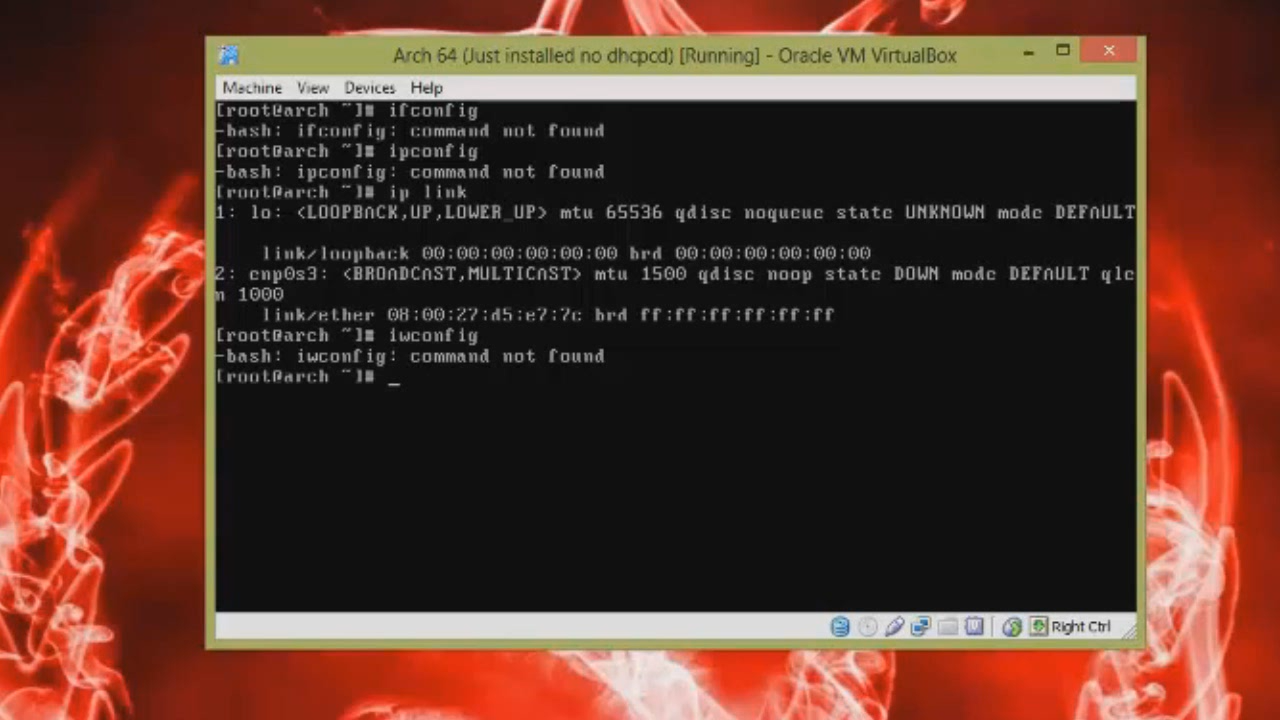 Arch 64 (Just installed no dhcpcd) [Running] - Oracle VM VirtualBox
Machine View Devices Help
[root@arch ~]# ifconfig
-bash: ifconfig: command not found
[root@arch ~]# ipconfig
-bash: ipconfig: command not found
[root@arch ~]# ip link
1: lo: <LOOPBACK,UP,LOWER_UP> mtu 65536 qdisc noqueue state UNKNOWN mode DEFAULT
link/loopback 00:00:00:00:00:00 brd 00:00:00:00:00:00
2: enp0s3: <BROADCAST,MULTICAST> mtu 1500 qdisc noop state DOWN mode DEFAULT qle
n 1000
link/ether 08:00:27:d5:e7:7c brd ff:ff:ff:ff:ff:ff
[root@arch ~]# iwconfig
-bash: iwconfig: command not found
[root@arch ~]# _
Right Ctrl